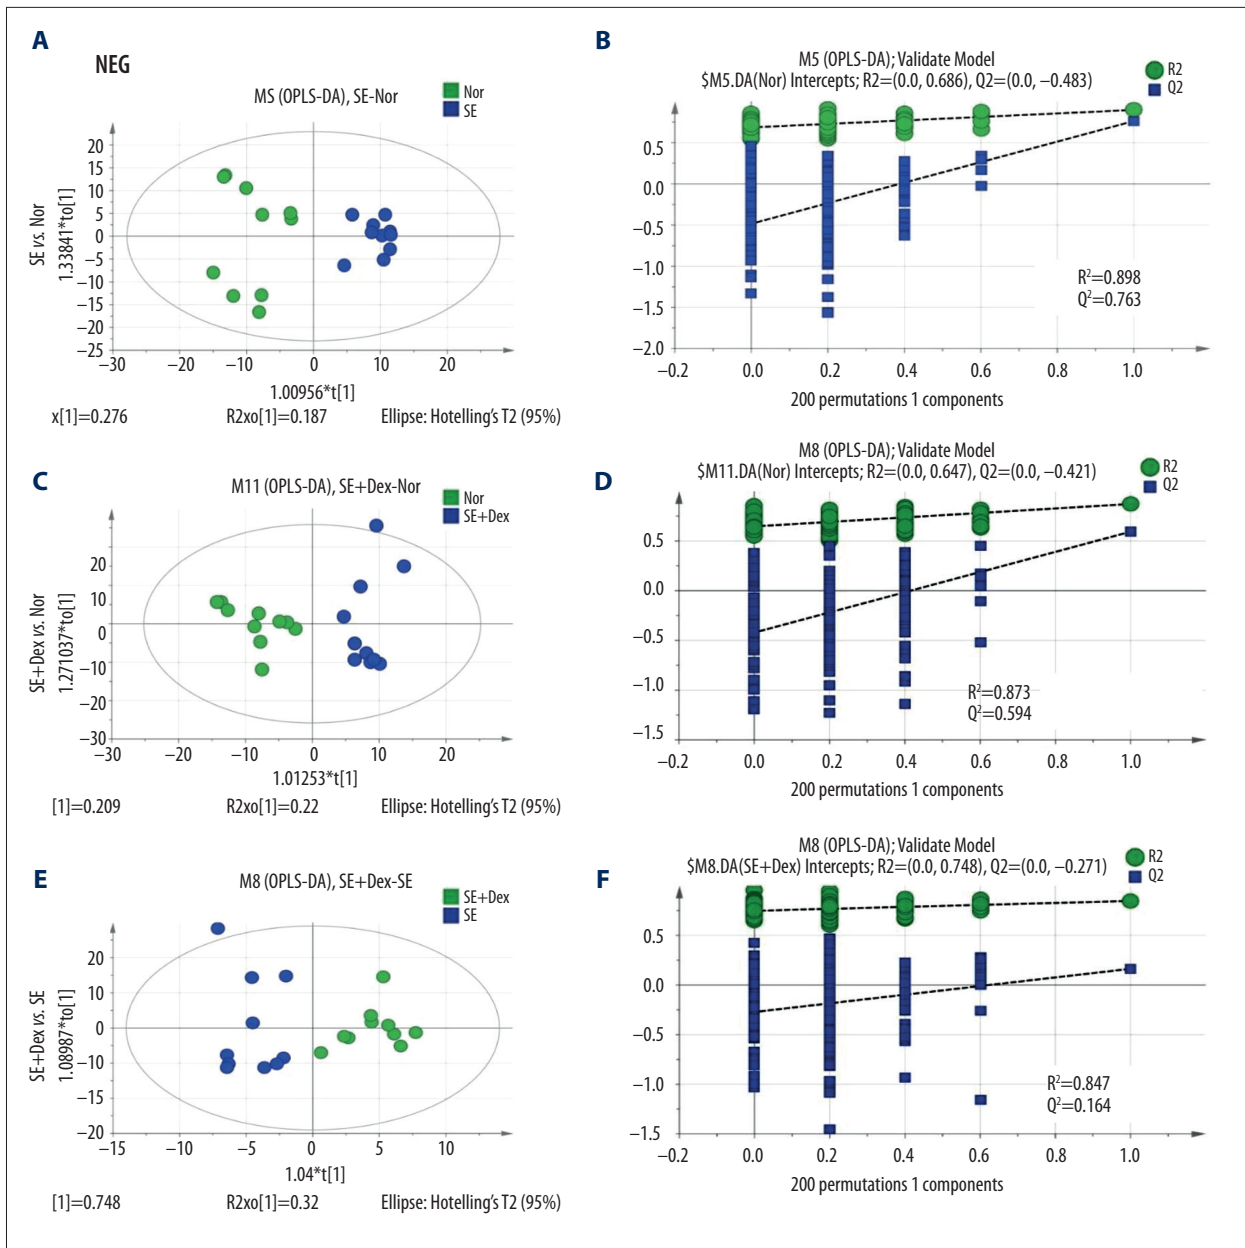 A
NEG
MS (OPLS-DA), SE-Nor
Nor
SE
SE vs. Nor
1.33841*to[1]
20
15
10
5
0
−5
−10
−15
−20
−25
−30 −20 −10 0 10 20
1.00956*t[1]
x[1]=0.276 R2xo[1]=0.187 Ellipse: Hotelling's T2 (95%)
B
M5 (OPLS-DA); Validate Model
$M5.DA(Nor) Intercepts; R2=(0.0, 0.686), Q2=(0.0, −0.483)
R2
Q2
0.5
0.0
−0.5
−1.0
−1.5
−2.0
R²=0.898
Q²=0.763
−0.2 0.0 0.2 0.4 0.6 0.8 1.0
200 permutations 1 components
C
M11 (OPLS-DA), SE+Dex-Nor
Nor
SE+Dex
SE+Dex vs. Nor
1.271037*to[1]
20
10
0
−10
−20
−30
−30 −20 −10 0 10 20
1.01253*t[1]
[1]=0.209 R2xo[1]=0.22 Ellipse: Hotelling's T2 (95%)
D
M8 (OPLS-DA); Validate Model
$M11.DA(Nor) Intercepts; R2=(0.0, 0.647), Q2=(0.0, −0.421)
R2
Q2
0.5
0.0
−0.5
−1.0
−1.5
R²=0.873
Q²=0.594
−0.2 0.0 0.2 0.4 0.6 0.8 1.0
200 permutations 1 components
E
M8 (OPLS-DA), SE+Dex-SE
SE+Dex
SE
SE+Dex vs. SE
1.08987*to[1]
20
10
0
−10
−15
−20
−15 −10 −5 0 5 10
1.04*t[1]
[1]=0.748 R2xo[1]=0.32 Ellipse: Hotelling's T2 (95%)
F
M8 (OPLS-DA); Validate Model
$M8.DA(SE+Dex) Intercepts; R2=(0.0, 0.748), Q2=(0.0, −0.271)
R2
Q2
0.5
0.0
−0.5
−1.0
−1.5
R²=0.847
Q²=0.164
−0.2 0.0 0.2 0.4 0.6 0.8 1.0
200 permutations 1 components